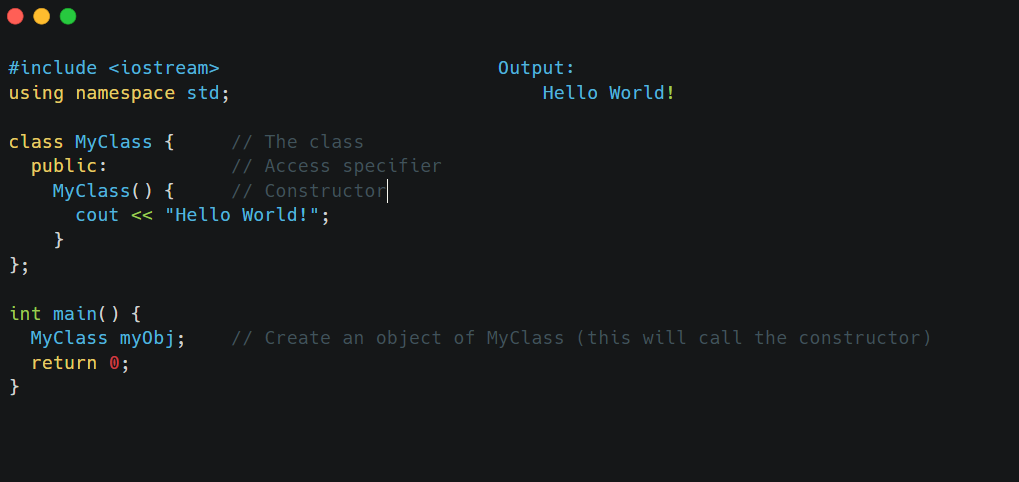 #include <iostream>
Output:
using namespace std;
Hello World!
class MyClass {     // The class
  public:           // Access specifier
    MyClass() {     // Constructor
      cout << "Hello World!";
    }
};
int main() {
  MyClass myObj;    // Create an object of MyClass (this will call the constructor)
  return 0;
}